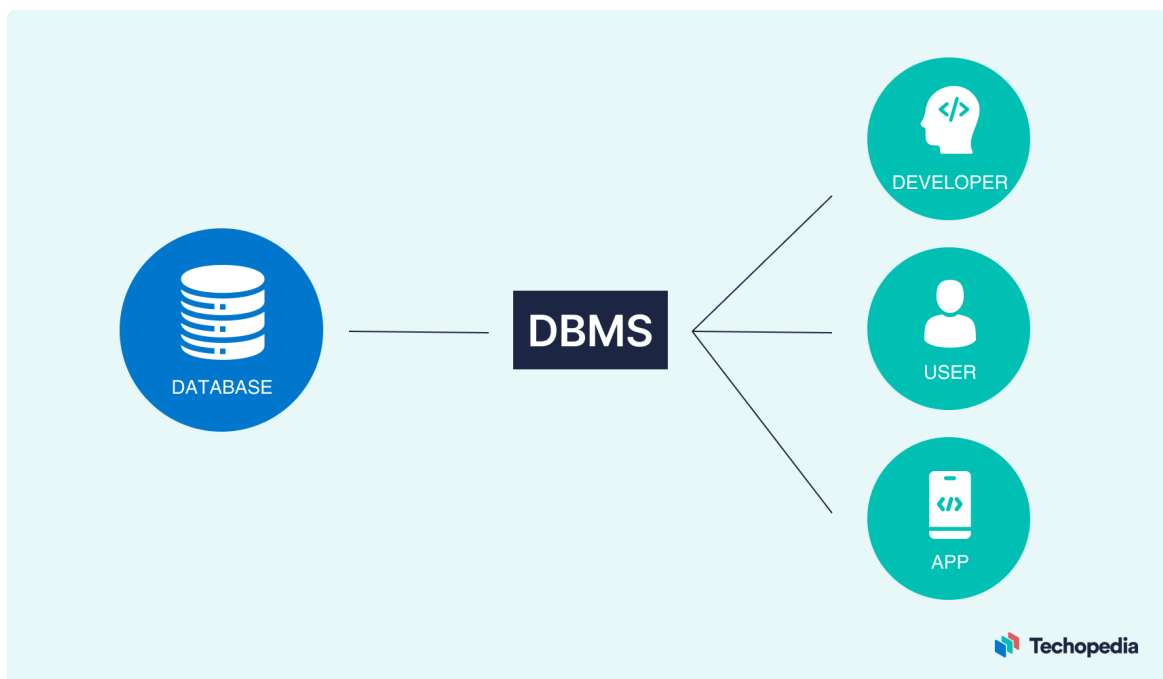 DATABASE
DBMS
</>
DEVELOPER
USER
</>
APP
Techopedia